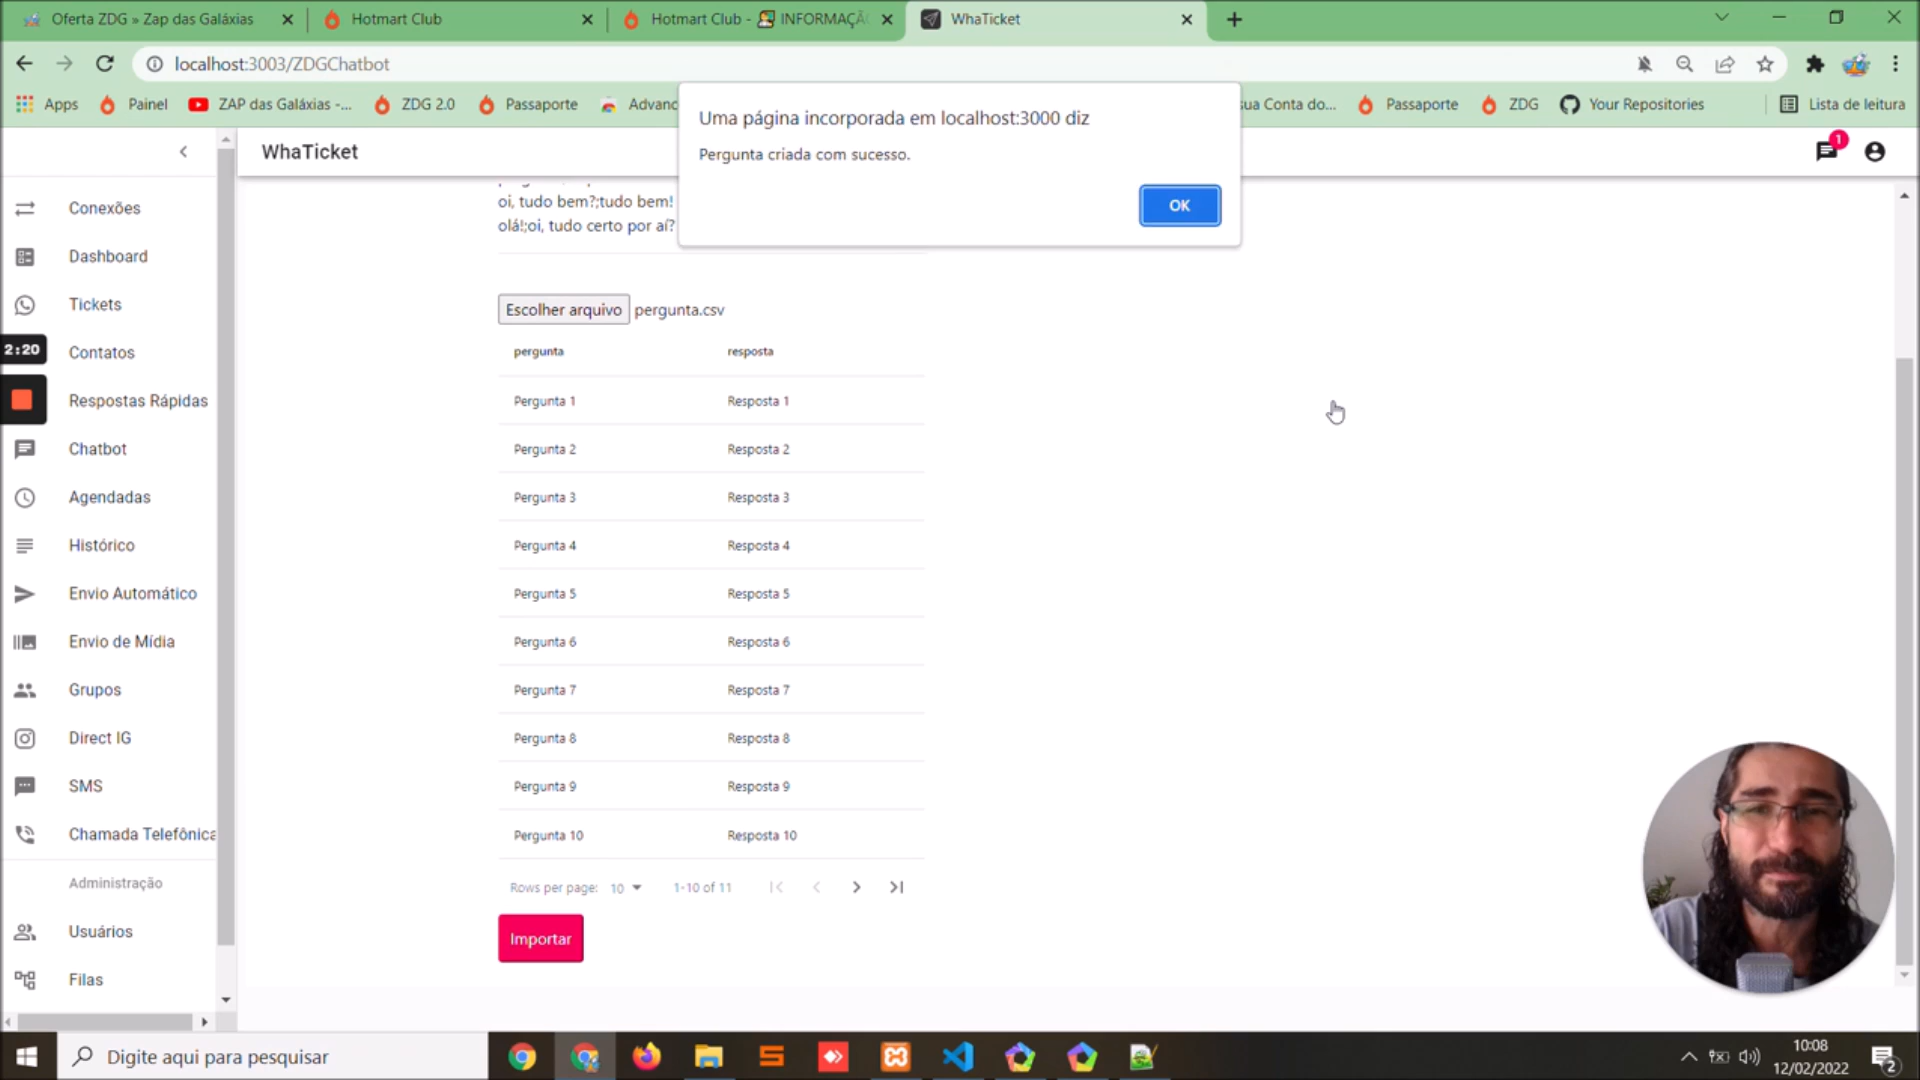 Oferta ZDG » Zap das Galáxias
Hotmart Club
Hotmart Club - INFORMAÇÃ
WhaTicket
localhost:3003/ZDGChatbot
Apps
Painel
ZAP das Galáxias -...
ZDG 2.0
Passaporte
Advanc
sua Conta do...
Passaporte
ZDG
Your Repositories
Lista de leitura
Uma página incorporada em localhost:3000 diz
Pergunta criada com sucesso.
OK
WhaTicket
1
Conexões
Dashboard
Tickets
2:20
Contatos
Respostas Rápidas
Chatbot
Agendadas
Histórico
Envio Automático
Envio de Mídia
Grupos
Direct IG
SMS
Chamada Telefônica
Administração
Usuários
Filas
oi, tudo bem?;tudo bem!
olá!;oi, tudo certo por aí?
Escolher arquivo pergunta.csv
pergunta resposta
Pergunta 1 Resposta 1
Pergunta 2 Resposta 2
Pergunta 3 Resposta 3
Pergunta 4 Resposta 4
Pergunta 5 Resposta 5
Pergunta 6 Resposta 6
Pergunta 7 Resposta 7
Pergunta 8 Resposta 8
Pergunta 9 Resposta 9
Pergunta 10 Resposta 10
Rows per page: 10 1-10 of 11
Importar
Digite aqui para pesquisar
10:08
12/02/2022
2